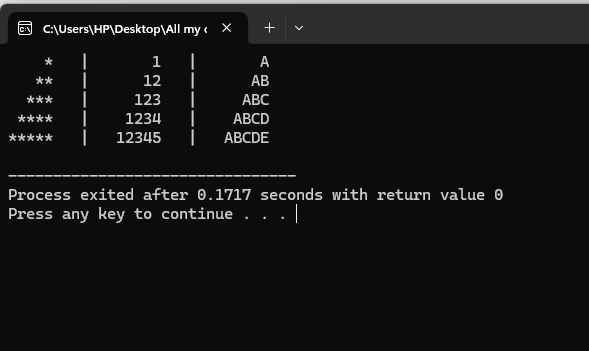 C:\Users\HP\Desktop\All my c
    *   |       1   |       A
   **   |      12   |      AB
  ***   |     123   |     ABC
 ****   |    1234   |    ABCD
*****   |   12345   |   ABCDE
--------------------------------
Process exited after 0.1717 seconds with return value 0
Press any key to continue . . .